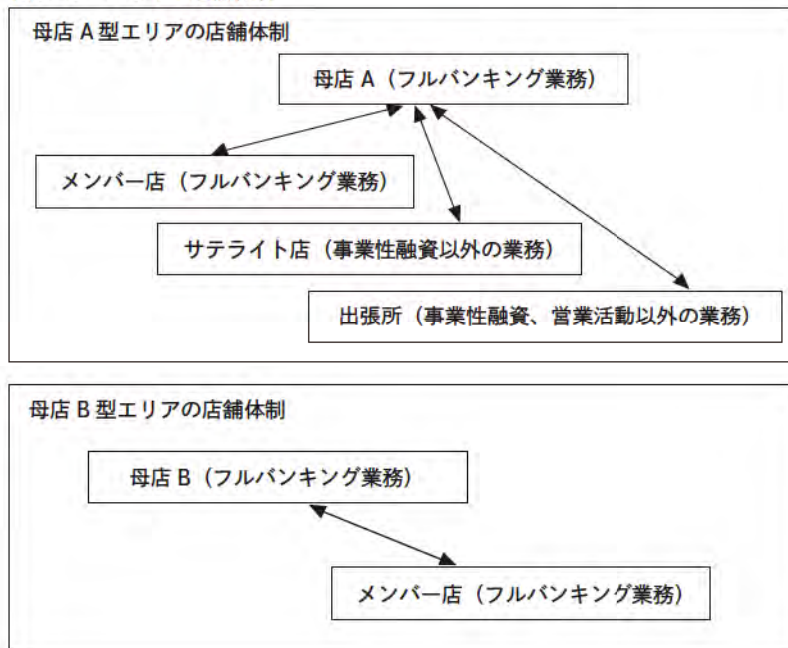 母店 A 型エリアの店舗体制
母店 A（フルバンキング業務）
メンバー店（フルバンキング業務）
サテライト店（事業性融資以外の業務）
出張所（事業性融資、営業活動以外の業務）
母店 B 型エリアの店舗体制
母店 B（フルバンキング業務）
メンバー店（フルバンキング業務）